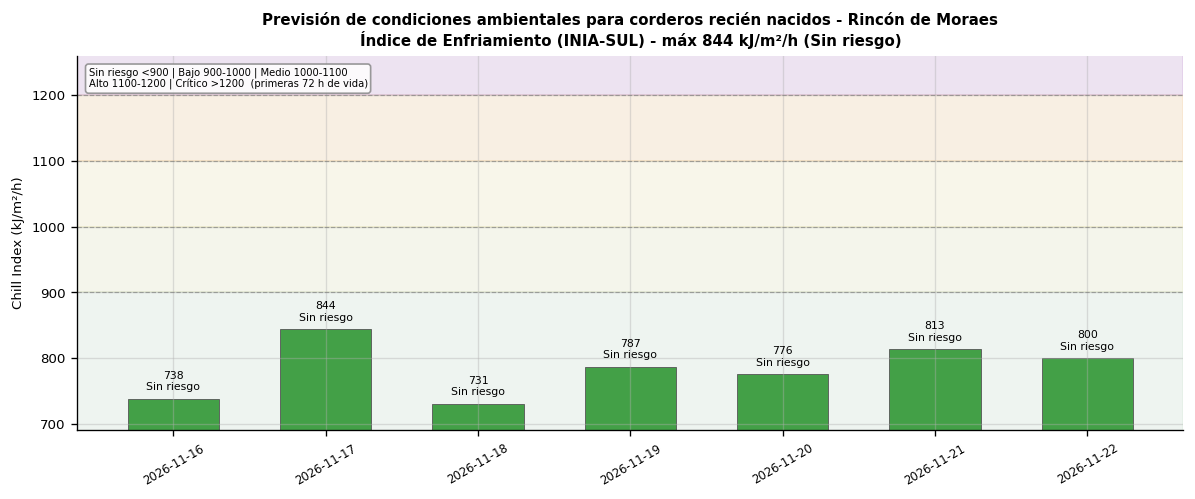 Previsión de condiciones ambientales para corderos recién nacidos - Rincón de Moraes
Índice de Enfriamiento (INIA-SUL) - máx 844 kJ/m²/h (Sin riesgo)
Sin riesgo <900 | Bajo 900-1000 | Medio 1000-1100
Alto 1100-1200 | Crítico >1200  (primeras 72 h de vida)
Chill Index (kJ/m²/h)
1200
1100
1000
900
800
700
738
Sin riesgo
844
Sin riesgo
731
Sin riesgo
787
Sin riesgo
776
Sin riesgo
813
Sin riesgo
800
Sin riesgo
2026-11-16
2026-11-17
2026-11-18
2026-11-19
2026-11-20
2026-11-21
2026-11-22